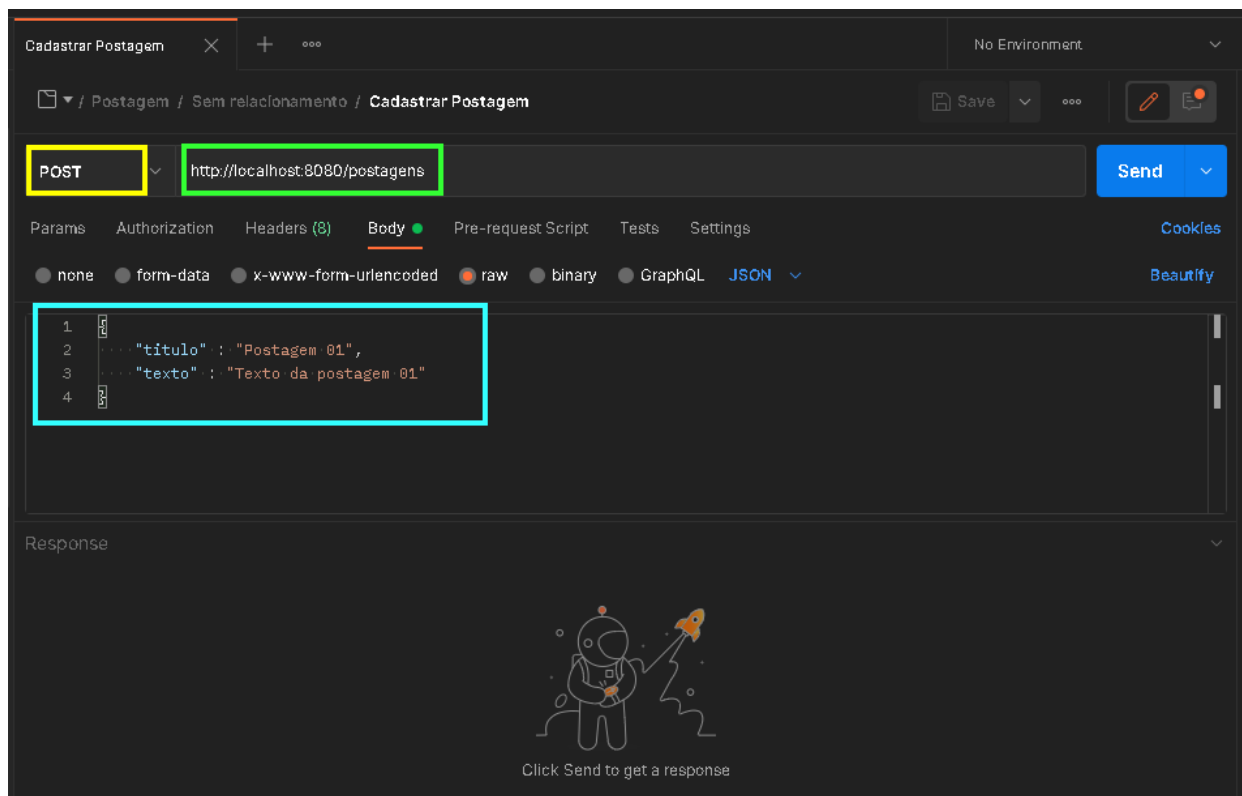 Cadastrar Postagem
No Environment
/ Postagem / Sem relacionamento / Cadastrar Postagem
Save
POST
http://localhost:8080/postagens
Send
Params Authorization Headers (8) Body Pre-request Script Tests Settings Cookies
none form-data x-www-form-urlencoded raw binary GraphQL JSON Beautify
1 {
2 "titulo" : "Postagem 01",
3 "texto" : "Texto da postagem 01"
4 }
Response
Click Send to get a response